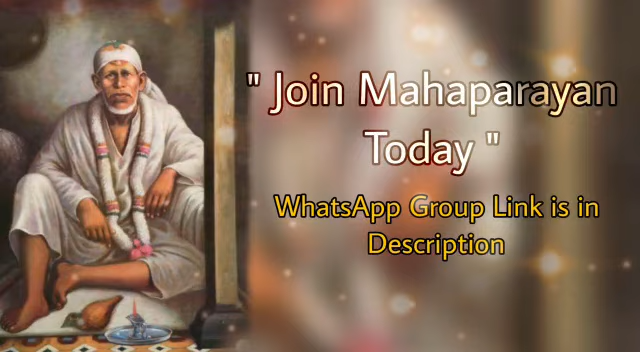 " Join Mahaparayan
Today "
WhatsApp Group Link is in
Description